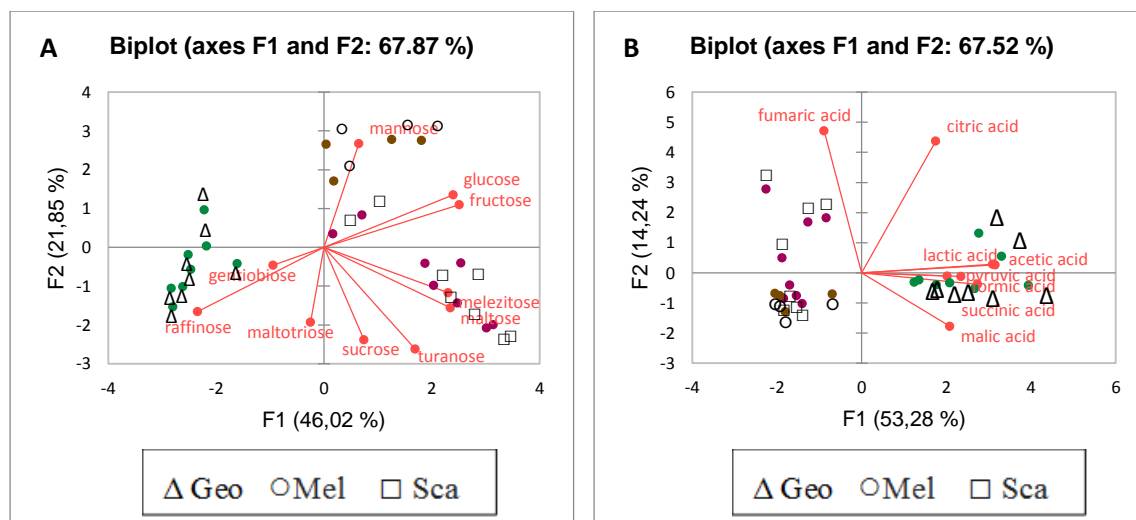 A
Biplot (axes F1 and F2: 67.87 %)
F2 (21,85 %)
4
3
2
1
0
-1
-2
-3
mannose
glucose
fructose
gentiobiose
raffinose
maltotriose
sucrose
turanose
melezitose
maltose
-4
-2
0
2
4
F1 (46,02 %)
Δ Geo ○Mel □ Sca
B
Biplot (axes F1 and F2: 67.52 %)
F2 (14,24 %)
6
5
4
3
2
1
0
-1
-2
-3
fumaric acid
citric acid
lactic acid
acetic acid
pyruvic acid
formic acid
succinic acid
malic acid
-4
-2
0
2
4
6
F1 (53,28 %)
Δ Geo ○Mel □ Sca